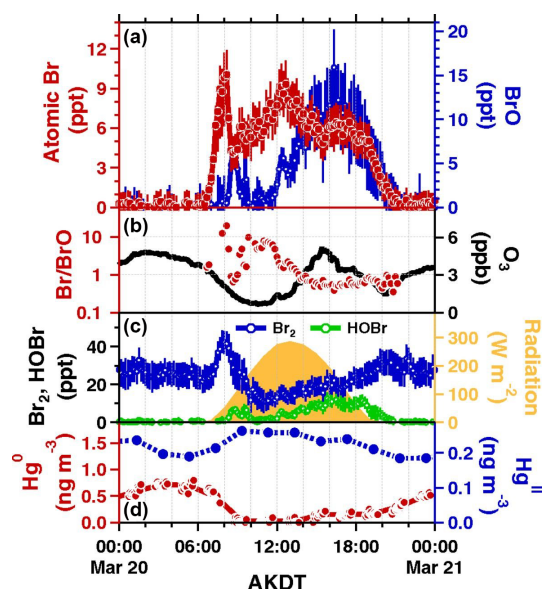 (a)
12
9
6
3
0
Atomic Br
(ppt)
20
15
10
5
0
BrO
(ppt)
(b)
10
1
0.1
Br/BrO
6
3
0
O3
(ppb)
(c)
Br2
HOBr
40
20
0
Br2, HOBr
(ppt)
300
200
100
0
Radiation
(W m-2)
1.5
1.0
0.5
0.0
Hg0
(ng m-3)
(d)
0.2
0.1
0.0
HgII
(ng m-3)
00:00
Mar 20
06:00
12:00
18:00
00:00
Mar 21
AKDT